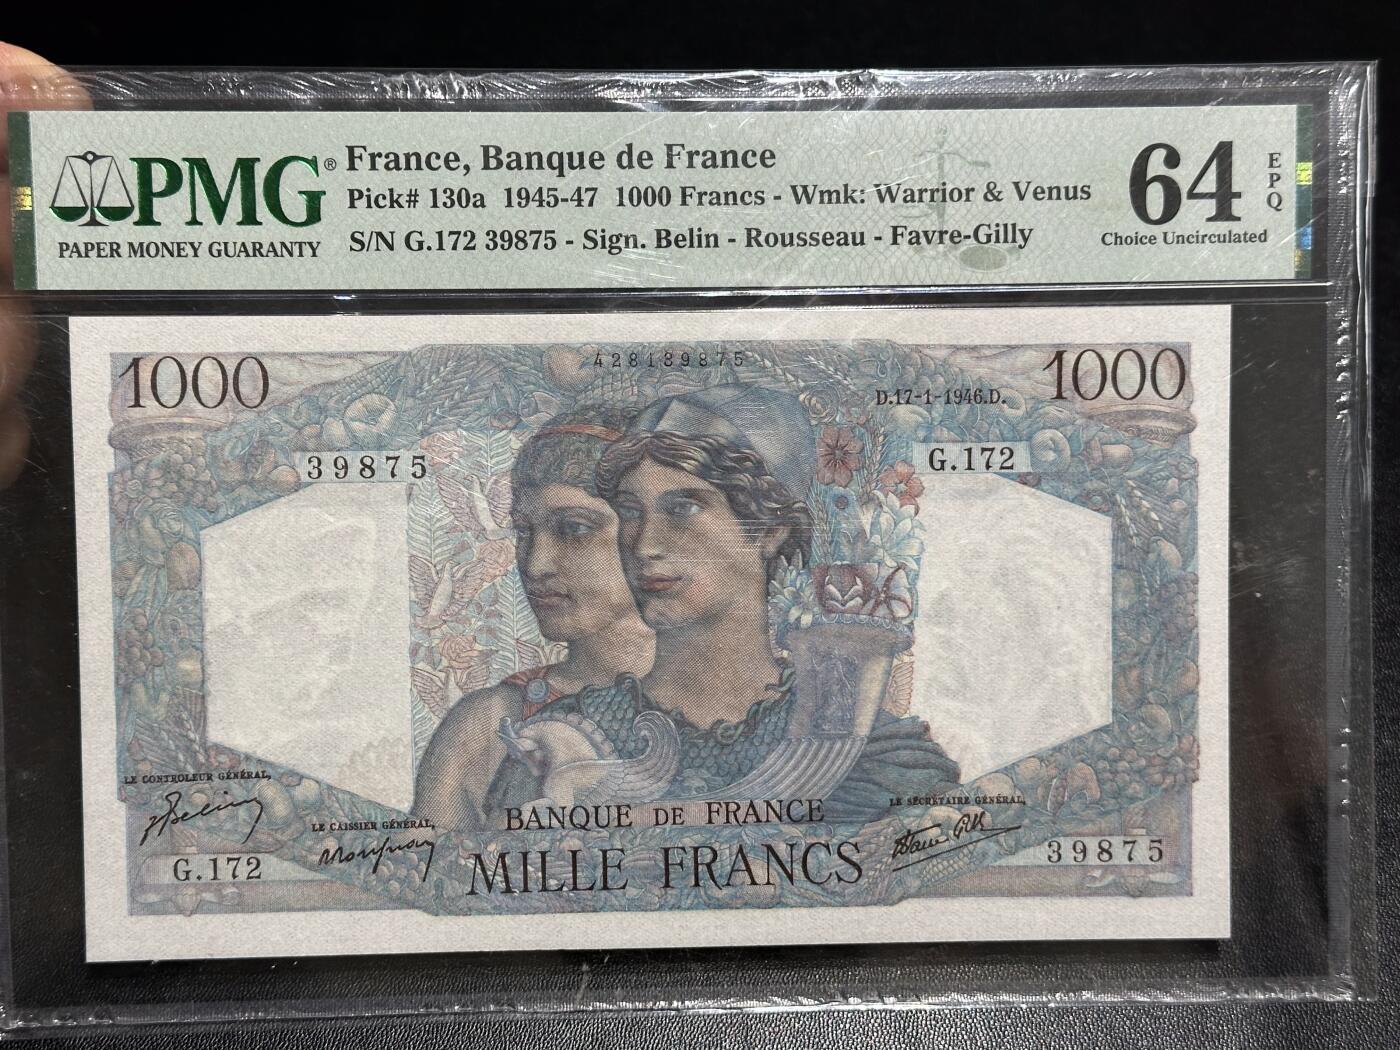 PMG®
PAPER MONEY GUARANTY
France, Banque de France
Pick# 130a 1945-47 1000 Francs - Wmk: Warrior & Venus
S/N G.172 39875 - Sign. Belin - Rousseau - Favre-Gilly
64 EPQ
Choice Uncirculated
1000
428139875
1000
D.17-1-1946.D.
39875
G.172
LE CONTROLEUR GÉNÉRAL,
LE CAISSIER GÉNÉRAL,
LE SECRÉTAIRE GÉNÉRAL,
BANQUE DE FRANCE
G.172
MILLE FRANCS
39875